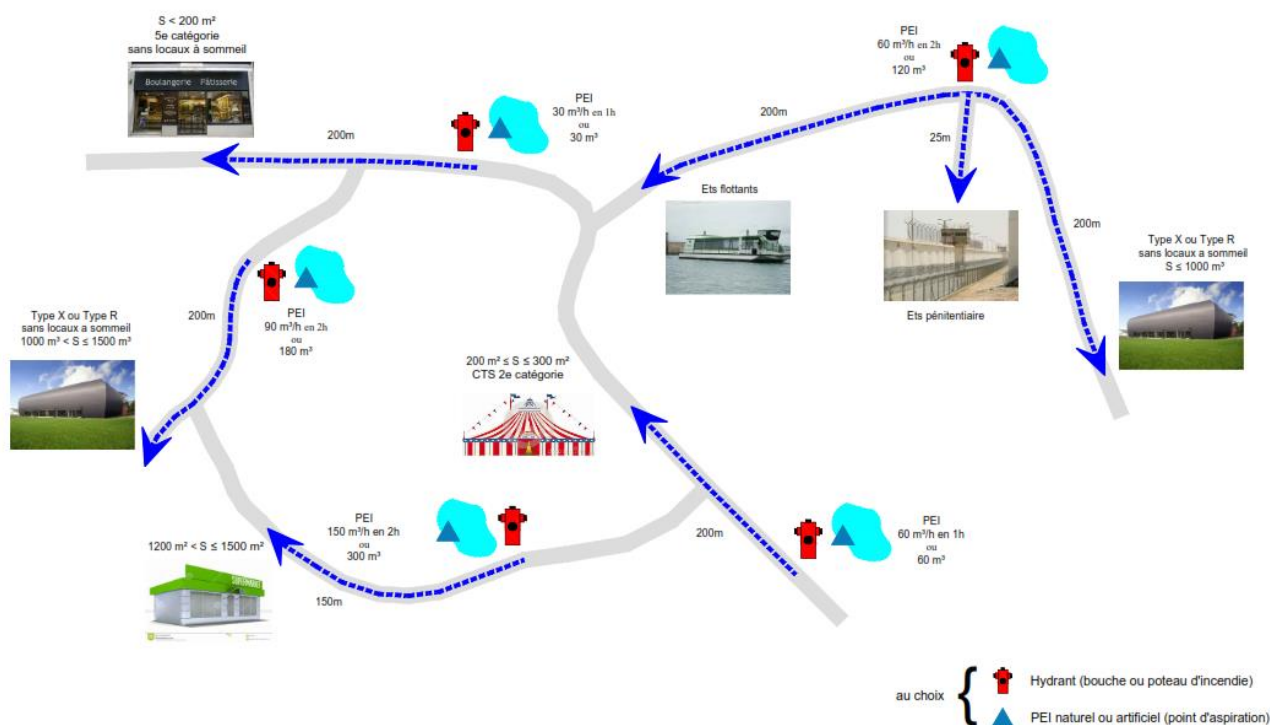 S < 200 m²
5e catégorie
sans locaux à sommeil
Boulangerie Pâtisserie
200m
PEI
30 m³/h en 1h
ou
30 m³
PEI
60 m³/h en 2h
ou
120 m³
200m
25m
200m
Ets flottants
Ets pénitentiaire
Type X ou Type R
sans locaux a sommeil
S ≤ 1000 m³
Type X ou Type R
sans locaux a sommeil
1000 m³ < S ≤ 1500 m³
200m
PEI
90 m³/h en 2h
ou
180 m³
200 m² ≤ S ≤ 300 m²
CTS 2e catégorie
1200 m² < S ≤ 1500 m²
SUPERMARKET
150m
PEI
150 m³/h en 2h
ou
300 m³
200m
PEI
60 m³/h en 1h
ou
60 m³
au choix
Hydrant (bouche ou poteau d'incendie)
PEI naturel ou artificiel (point d'aspiration)